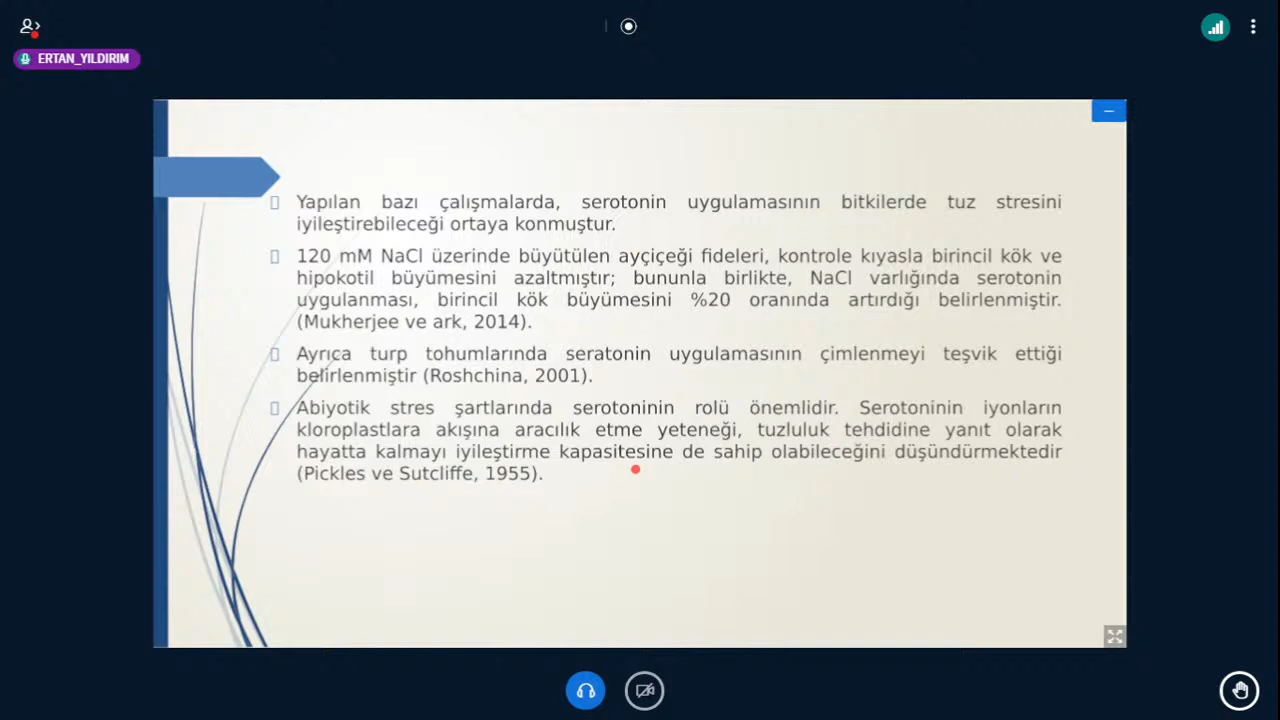 ERTAN_YILDIRIM
Yapılan bazı çalışmalarda, serotonin uygulamasının bitkilerde tuz stresini
iyileştirebileceği ortaya konmuştur.
120 mM NaCl üzerinde büyütülen ayçiçeği fideleri, kontrole kıyasla birincil kök ve
hipokotil büyümesini azaltmıştır; bununla birlikte, NaCl varlığında serotonin
uygulanması, birincil kök büyümesini %20 oranında artırdığı belirlenmiştir.
(Mukherjee ve ark, 2014).
Ayrıca turp tohumlarında seratonin uygulamasının çimlenmeyi teşvik ettiği
belirlenmiştir (Roshchina, 2001).
Abiyotik stres şartlarında serotoninin rolü önemlidir. Serotoninin iyonların
kloroplastlara akışına aracılık etme yeteneği, tuzluluk tehdidine yanıt olarak
hayatta kalmayı iyileştirme kapasitesine de sahip olabileceğini düşündürmektedir
(Pickles ve Sutcliffe, 1955).